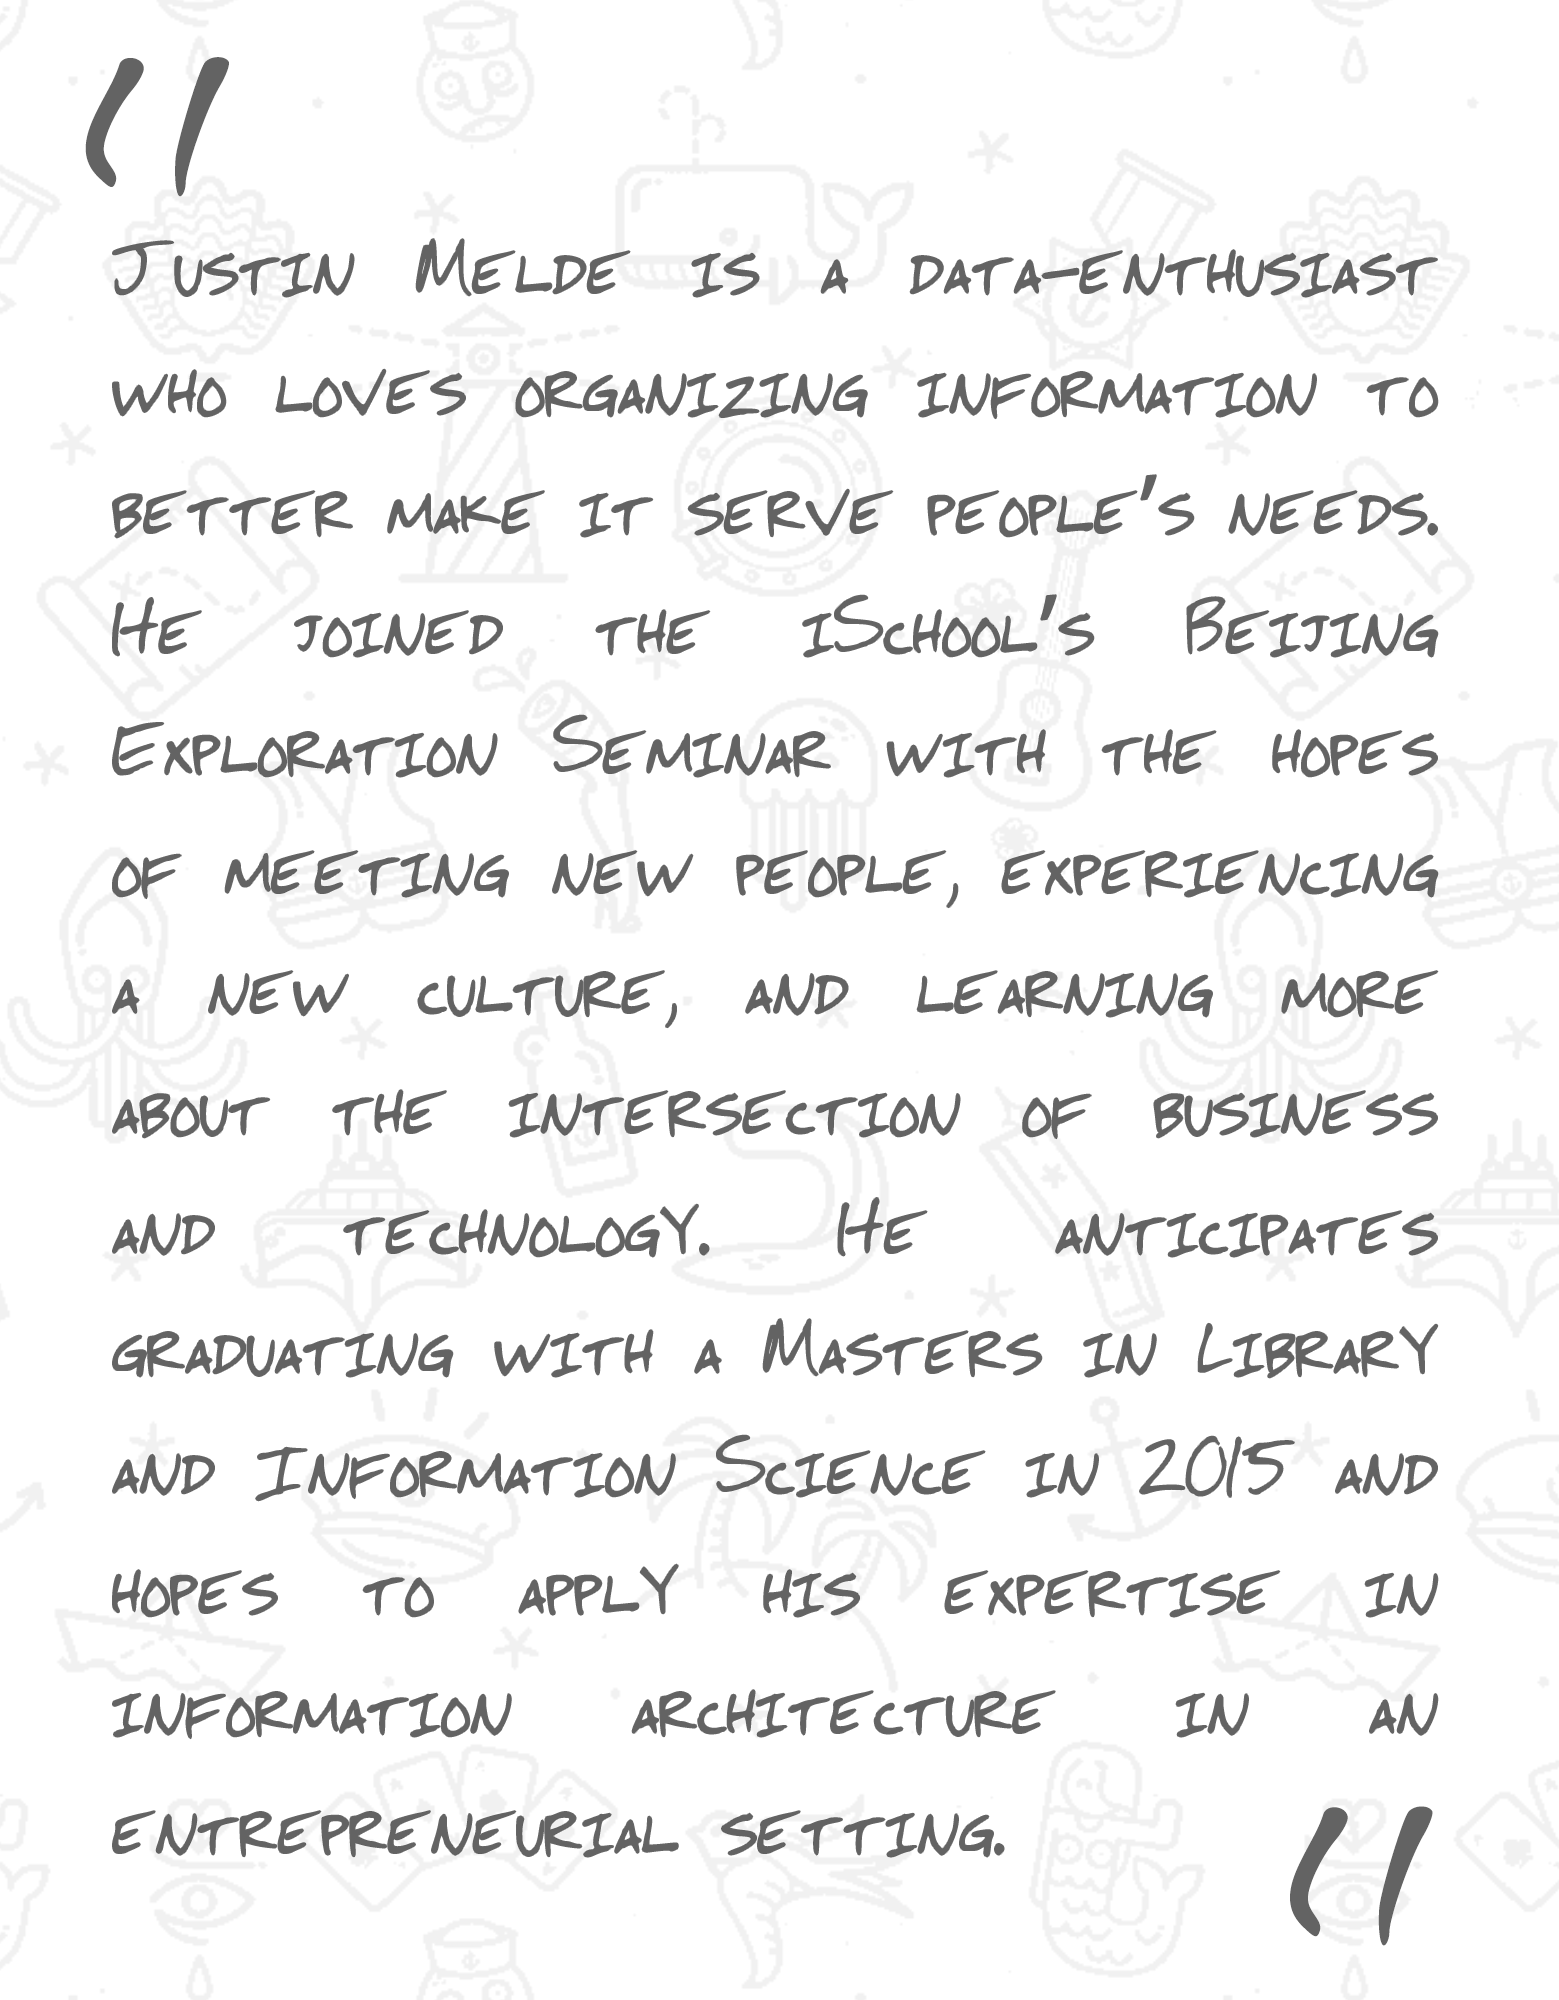 "
Justin Melde is a data-enthusiast
who loves organizing information to
better make it serve people's needs.
He joined the iSchool's Beijing
Exploration Seminar with the hopes
of meeting new people, experiencing
a new culture, and learning more
about the intersection of business
and technology. He anticipates
graduating with a Masters in Library
and Information Science in 2015 and
hopes to apply his expertise in
information architecture in an
entrepreneurial setting.
"